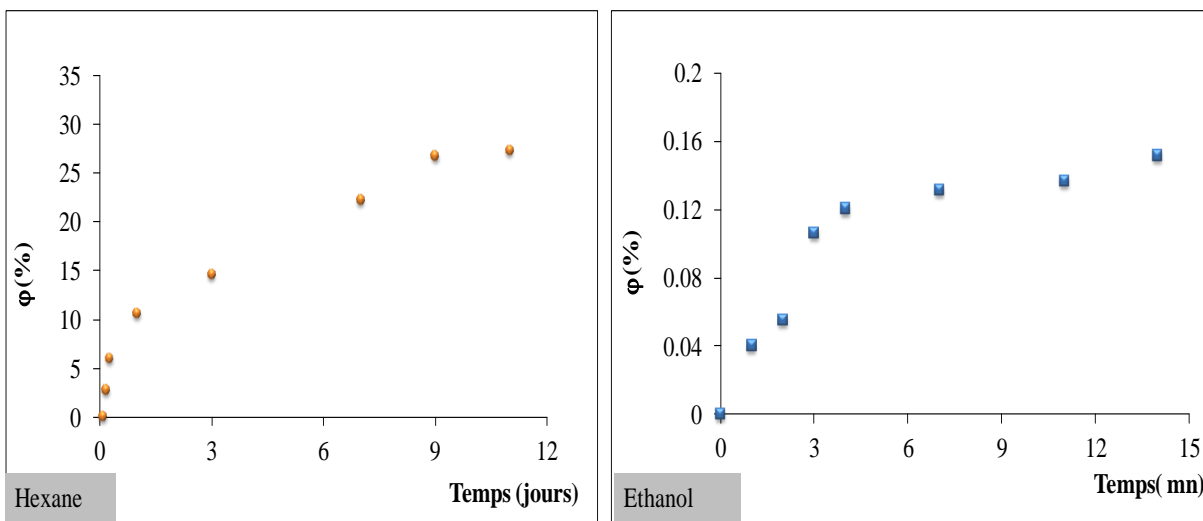 35
30
25
20
15
10
5
0
φ (%)
0 3 6 9 12
Temps (jours)
Hexane
0.2
0.16
0.12
0.08
0.04
0
φ (%)
0 3 6 9 12 15
Temps( mn)
Ethanol